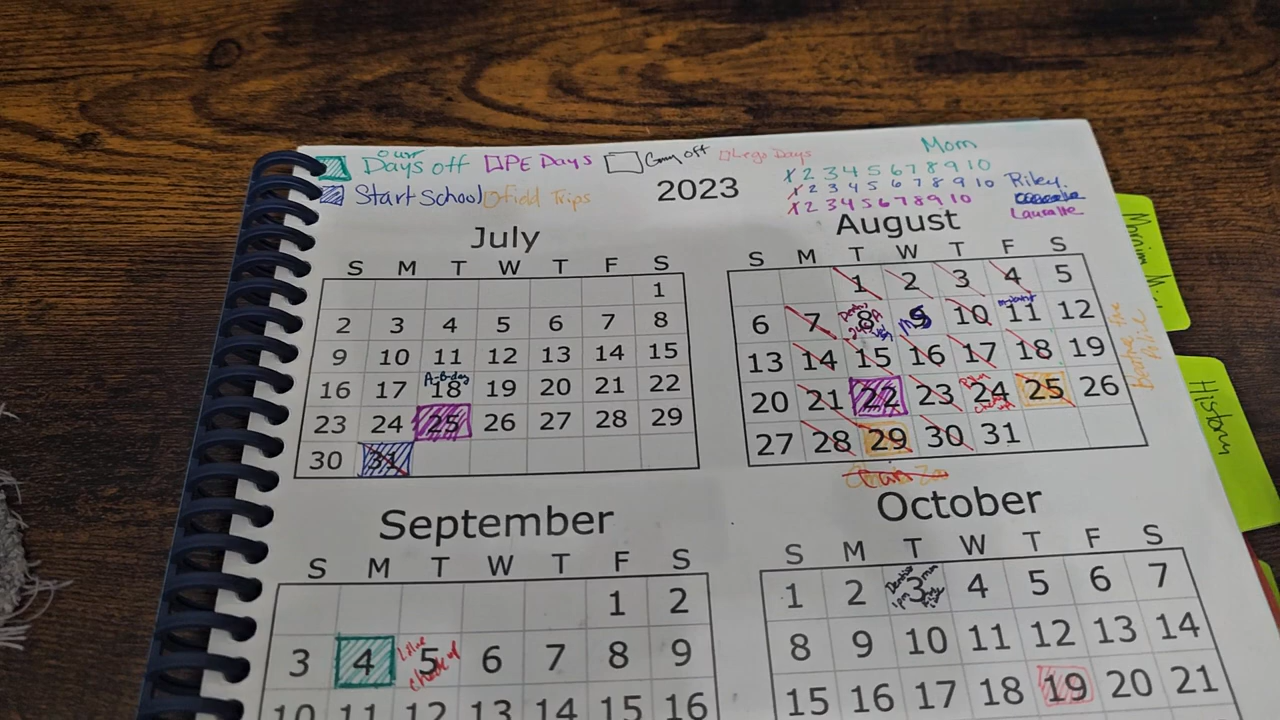 our
Days off PE Days Guy off Lego Days Mom
Start School Field Trips 2023
X 2 3 4 5 6 7 8 9 10
X 2 3 4 5 6 7 8 9 10 Riley
X 2 3 4 5 6 7 8 9 10 Lauralie
July
S M T W T F S
1
2 3 4 5 6 7 8
9 10 11 12 13 14 15
A-B-day
16 17 18 19 20 21 22
23 24 25 26 27 28 29
30 31
August
S M T W T F S
1 2 3 4 5
6 7 8 9 10 11 12
13 14 15 16 17 18 19
20 21 22 23 24 25 26
27 28 29 30 31
September
S M T W T F S
1 2
3 4 5 6 7 8 9
10 11 12 13 14 15 16
October
S M T W T F S
1 2 3 4 5 6 7
Dentist 1pm
8 9 10 11 12 13 14
15 16 17 18 19 20 21
History